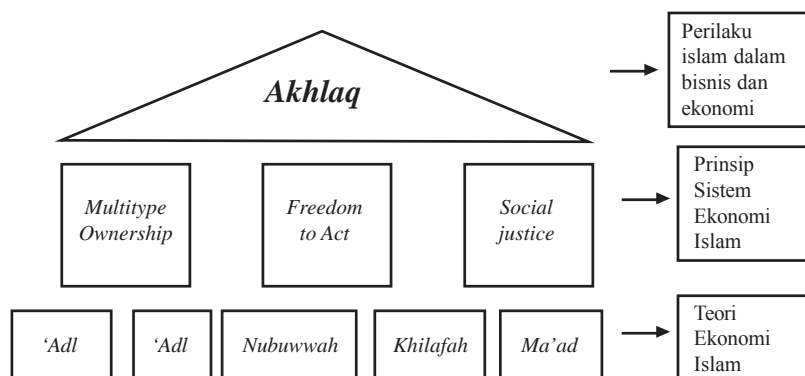 Akhlaq
Perilaku
islam dalam
bisnis dan
ekonomi
Multitype
Ownership
Freedom
to Act
Social
justice
Prinsip
Sistem
Ekonomi
Islam
‘Adl
‘Adl
Nubuwwah
Khilafah
Ma’ad
Teori
Ekonomi
Islam